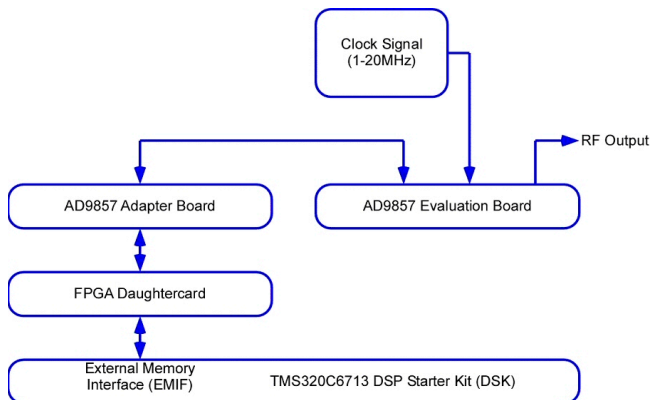 Clock Signal
(1-20MHz)
RF Output
AD9857 Adapter Board
AD9857 Evaluation Board
FPGA Daughtercard
External Memory
Interface (EMIF)
TMS320C6713 DSP Starter Kit (DSK)